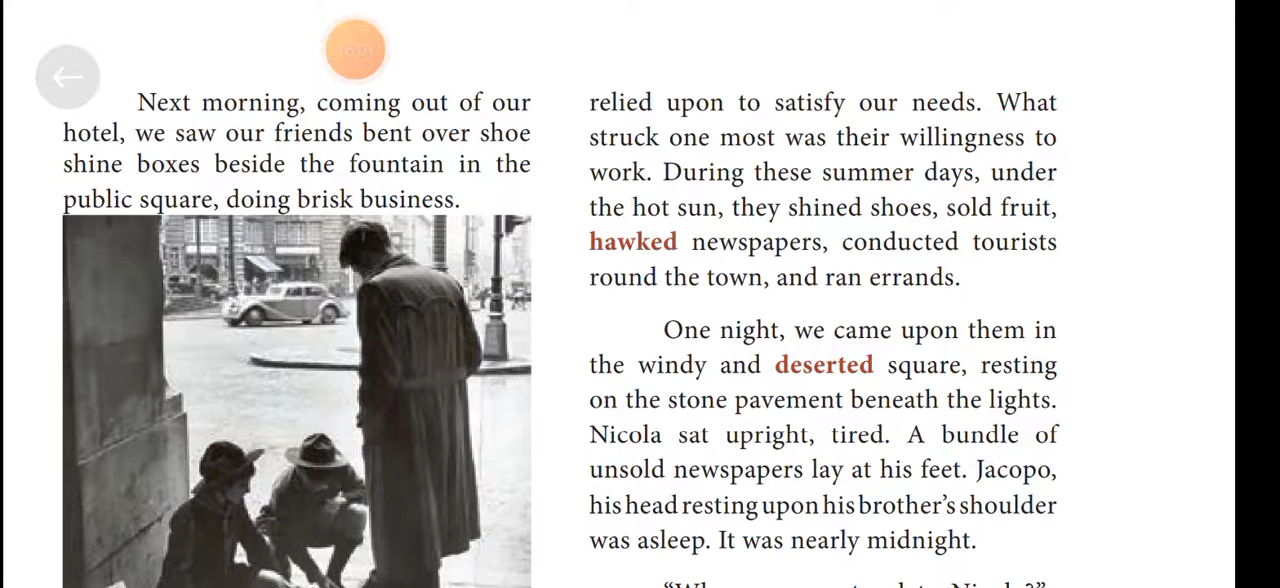 16:01
Next morning, coming out of our
hotel, we saw our friends bent over shoe
shine boxes beside the fountain in the
public square, doing brisk business.
relied upon to satisfy our needs. What
struck one most was their willingness to
work. During these summer days, under
the hot sun, they shined shoes, sold fruit,
hawked newspapers, conducted tourists
round the town, and ran errands.
One night, we came upon them in
the windy and deserted square, resting
on the stone pavement beneath the lights.
Nicola sat upright, tired. A bundle of
unsold newspapers lay at his feet. Jacopo,
his head resting upon his brother’s shoulder
was asleep. It was nearly midnight.